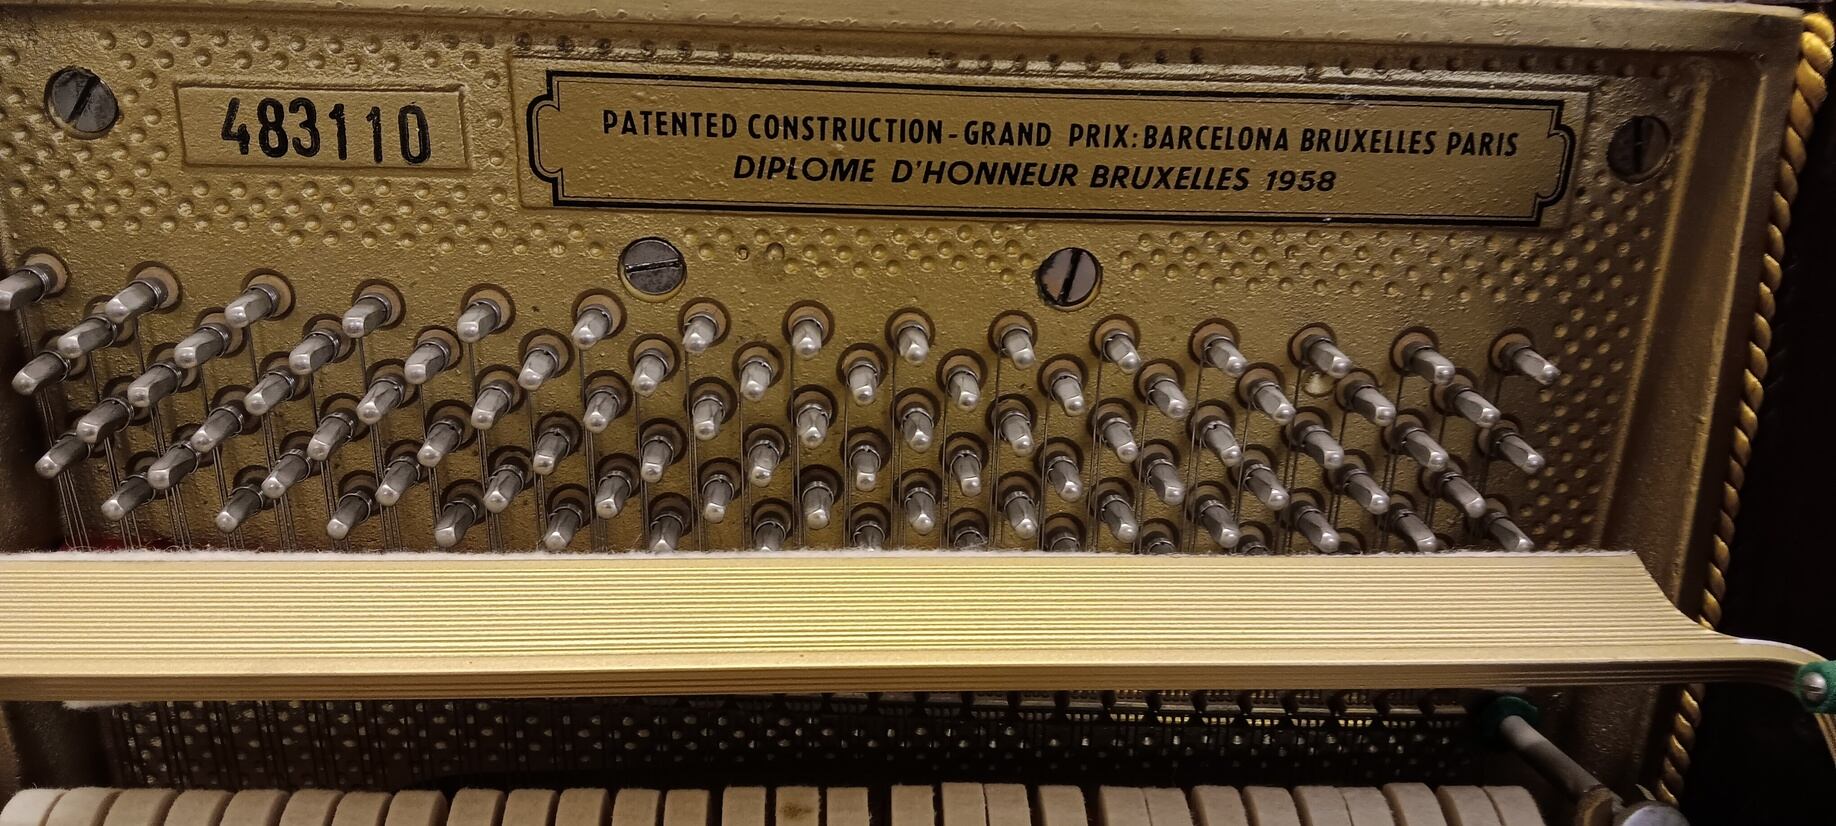 483110
PATENTED CONSTRUCTION - GRAND PRIX: BARCELONA BRUXELLES PARIS
DIPLOME D'HONNEUR BRUXELLES 1958